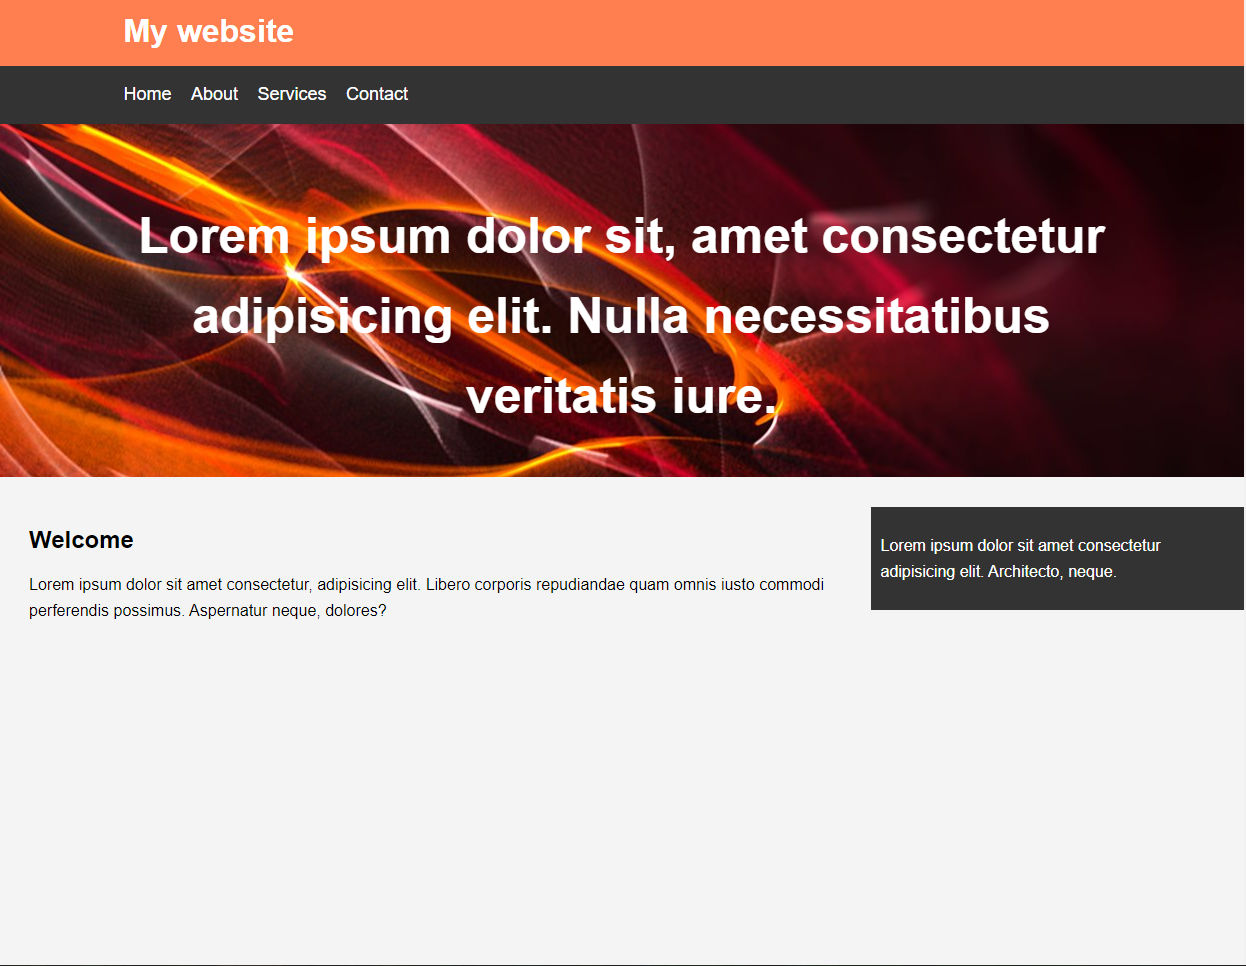 My website
Home About Services Contact
Lorem ipsum dolor sit, amet consectetur
adipisicing elit. Nulla necessitatibus
veritatis iure.
Welcome
Lorem ipsum dolor sit amet consectetur, adipisicing elit. Libero corporis repudiandae quam omnis iusto commodi
perferendis possimus. Aspernatur neque, dolores?
Lorem ipsum dolor sit amet consectetur
adipisicing elit. Architecto, neque.